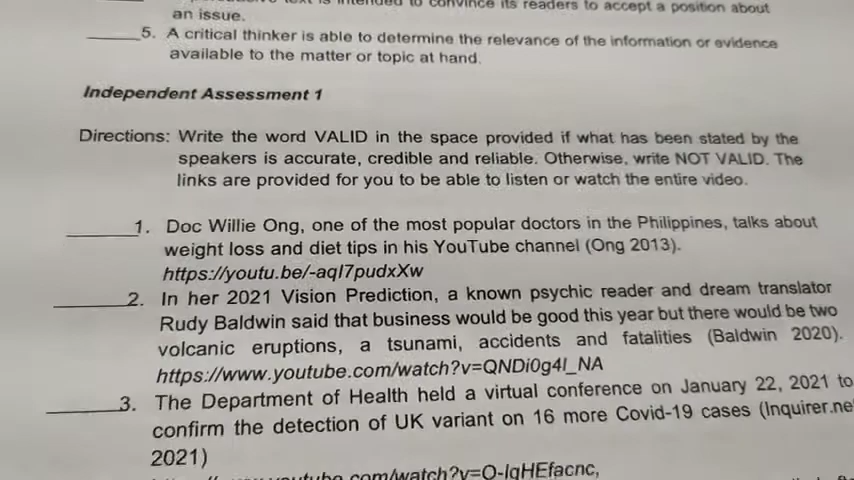 text is intended to convince its readers to accept a position about
an issue.
_____5. A critical thinker is able to determine the relevance of the information or evidence
available to the matter or topic at hand.
Independent Assessment 1
Directions: Write the word VALID in the space provided if what has been stated by the
speakers is accurate, credible and reliable. Otherwise, write NOT VALID. The
links are provided for you to be able to listen or watch the entire video.
_______1. Doc Willie Ong, one of the most popular doctors in the Philippines, talks about
weight loss and diet tips in his YouTube channel (Ong 2013).
https://youtu.be/-aqI7pudxXw
_______2. In her 2021 Vision Prediction, a known psychic reader and dream translator
Rudy Baldwin said that business would be good this year but there would be two
volcanic eruptions, a tsunami, accidents and fatalities (Baldwin 2020).
https://www.youtube.com/watch?v=QNDi0g4I_NA
_______3. The Department of Health held a virtual conference on January 22, 2021 to
confirm the detection of UK variant on 16 more Covid-19 cases (Inquirer.ne
2021)
youtube.com/watch?v=O-IqHEfacnc,